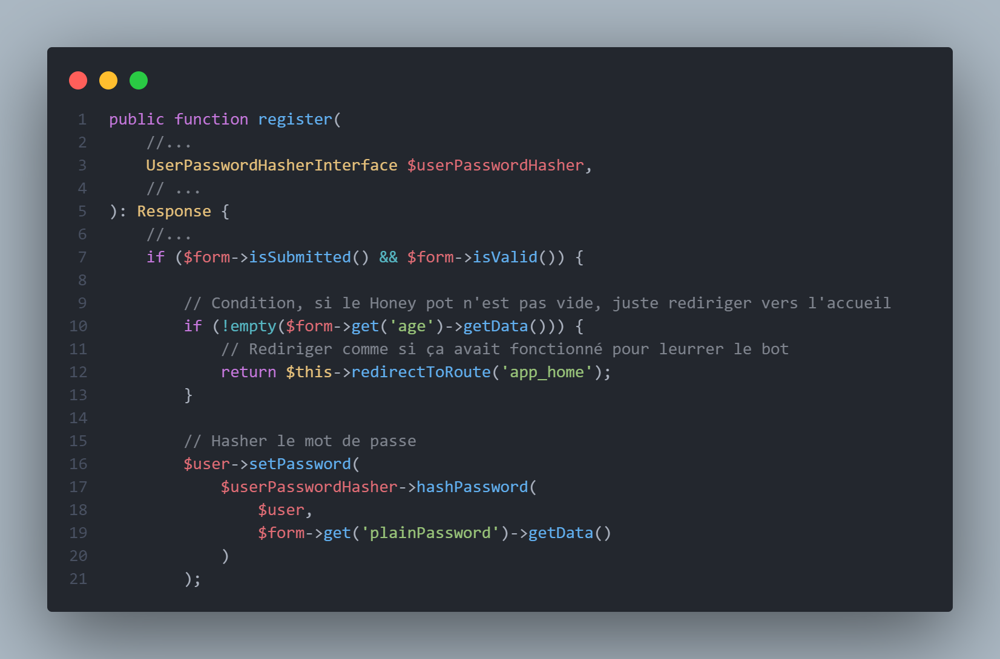 1 public function register(
2 //...
3 UserPasswordHasherInterface $userPasswordHasher,
4 // ...
5 ): Response {
6 //...
7 if ($form->isSubmitted() && $form->isValid()) {
8
9 // Condition, si le Honey pot n'est pas vide, juste rediriger vers l'accueil
10 if (!empty($form->get('age')->getData())) {
11 // Rediriger comme si ça avait fonctionné pour leurrer le bot
12 return $this->redirectToRoute('app_home');
13 }
14
15 // Hasher le mot de passe
16 $user->setPassword(
17 $userPasswordHasher->hashPassword(
18 $user,
19 $form->get('plainPassword')->getData()
20 )
21 );